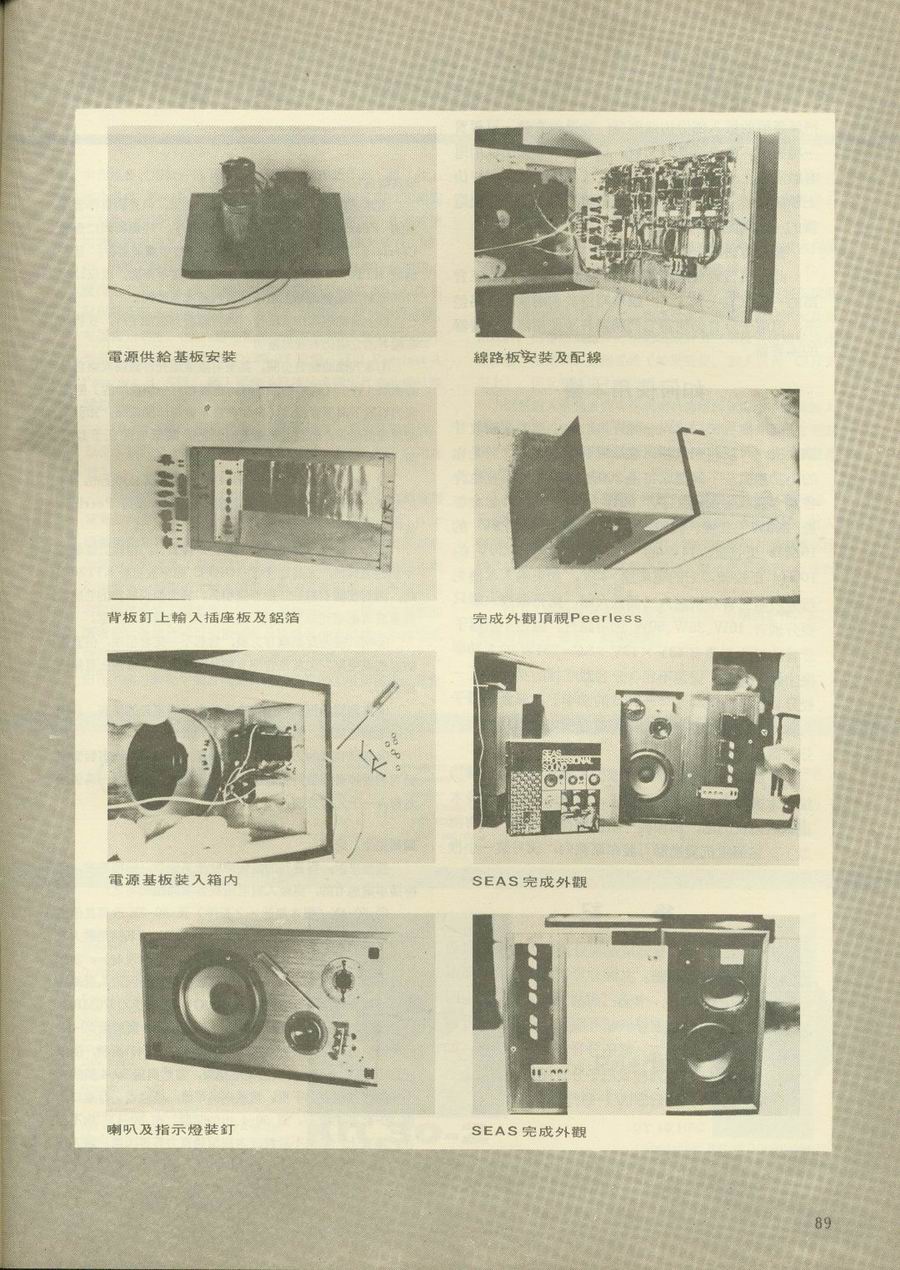 電源供給基板安裝
線路板安裝及配線
背板釘上輸入插座板及鋁箔
完成外觀頂視Peerless
SEAS
PROFESSIONAL
SOUND
電源基板裝入箱内
SEAS完成外觀
喇叭及指示燈裝釘
SEAS完成外觀
89